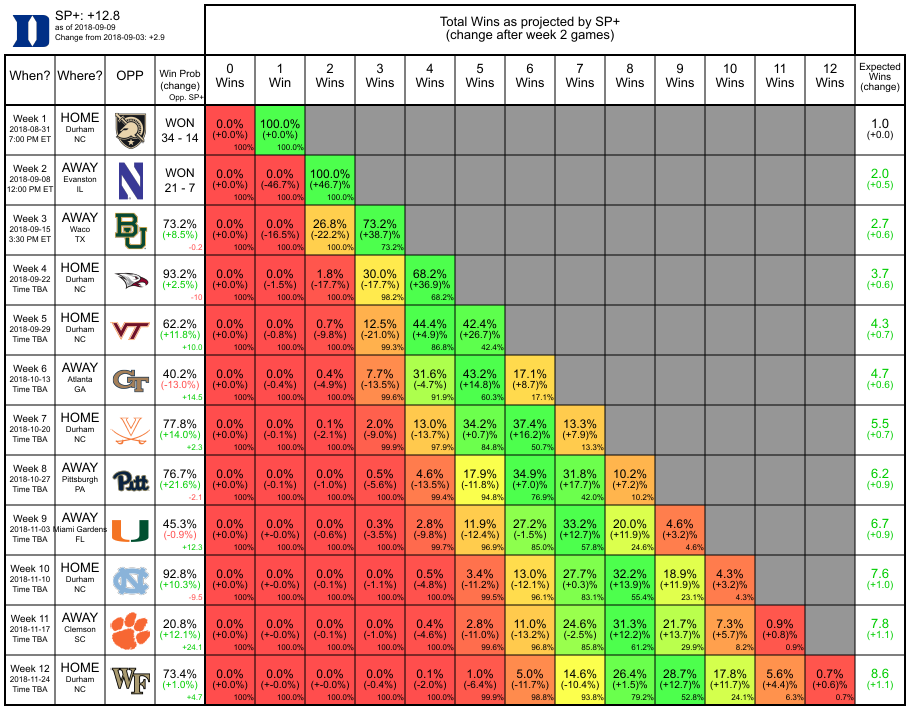 SP+: +12.8
as of 2018-09-09
Change from 2018-09-03: +2.9
Total Wins as projected by SP+
(change after week 2 games)
When? Where? OPP Win Prob (change) Opp. SP+ 0 Wins 1 Win 2 Wins 3 Wins 4 Wins 5 Wins 6 Wins 7 Wins 8 Wins 9 Wins 10 Wins 11 Wins 12 Wins Expected Wins (change)
Week 1 HOME WON 0.0% 100.0% 1.0
2018-08-31 Durham 34 - 14 (+0.0%) (+0.0%) (+0.0)
7:00 PM ET NC 100% 100.0%
Week 2 AWAY WON 0.0% 0.0% 100.0% 2.0
2018-09-08 Evanston 21 - 7 (+0.0%) (-46.7%) (+46.7)% (+0.5)
12:00 PM ET IL 100% 100.0% 100.0%
Week 3 AWAY 73.2% 0.0% 0.0% 26.8% 73.2% 2.7
2018-09-15 Waco (+8.5%) (+0.0%) (-16.5%) (-22.2%) (+38.7)% (+0.6)
3:30 PM ET TX -0.2 100% 100.0% 100.0% 73.2%
Week 4 HOME 93.2% 0.0% 0.0% 1.8% 30.0% 68.2% 3.7
2018-09-22 Durham (+2.5%) (+0.0%) (-1.5%) (-17.7%) (-17.7%) (+36.9)% (+0.6)
Time TBA NC -10 100% 100.0% 100.0% 98.2% 68.2%
Week 5 HOME 62.2% 0.0% 0.0% 0.7% 12.5% 44.4% 42.4% 4.3
2018-09-29 Durham (+11.8%) (+0.0%) (-0.8%) (-9.8%) (-21.0%) (+4.9)% (+26.7)% (+0.7)
Time TBA NC +10.0 100% 100.0% 100.0% 99.3% 86.8% 42.4%
Week 6 AWAY 40.2% 0.0% 0.0% 0.4% 7.7% 31.6% 43.2% 17.1% 4.7
2018-10-13 Atlanta (-13.0%) (+0.0%) (-0.4%) (-4.9%) (-13.5%) (-4.7%) (+14.8)% (+8.7)% (+0.6)
Time TBA GA +14.5 100% 100.0% 100.0% 99.6% 91.9% 60.3% 17.1%
Week 7 HOME 77.8% 0.0% 0.0% 0.1% 2.0% 13.0% 34.2% 37.4% 13.3% 5.5
2018-10-20 Durham (+14.0%) (+0.0%) (-0.1%) (-2.1%) (-9.0%) (-13.7%) (+0.7)% (+16.2)% (+7.9)% (+0.7)
Time TBA NC +2.3 100% 100.0% 100.0% 99.9% 97.9% 84.8% 50.7% 13.3%
Week 8 AWAY 76.7% 0.0% 0.0% 0.0% 0.5% 4.6% 17.9% 34.9% 31.8% 10.2% 6.2
2018-10-27 Pittsburgh (+21.6%) (+0.0%) (-0.1%) (-1.0%) (-5.6%) (-13.5%) (-11.8%) (+7.0)% (+17.7)% (+7.2)% (+0.9)
Time TBA PA -2.1 100% 100.0% 100.0% 100.0% 99.4% 94.8% 76.9% 42.0% 10.2%
Week 9 AWAY 45.3% 0.0% 0.0% 0.0% 0.3% 2.8% 11.9% 27.2% 33.2% 20.0% 4.6% 6.7
2018-11-03 Miami Gardens (-0.9%) (+0.0%) (-0.0%) (-0.6%) (-3.5%) (-9.8%) (-12.4%) (-1.5%) (+12.7)% (+11.9)% (+3.2)% (+0.9)
Time TBA FL +12.3 100% 100.0% 100.0% 100.0% 99.7% 96.9% 85.0% 57.8% 24.6% 4.6%
Week 10 HOME 92.8% 0.0% 0.0% 0.0% 0.0% 0.5% 3.4% 13.0% 27.7% 32.2% 18.9% 4.3% 7.6
2018-11-10 Durham (+10.3%) (+0.0%) (+-0.0%) (-0.1%) (-1.1%) (-4.8%) (-11.2%) (-12.1%) (+0.3)% (+13.9)% (+11.9)% (+3.2)% (+1.0)
Time TBA NC -9.5 100% 100.0% 100.0% 100.0% 100.0% 99.5% 96.1% 83.1% 55.4% 23.1% 4.3%
Week 11 AWAY 20.8% 0.0% 0.0% 0.0% 0.0% 0.4% 2.8% 11.0% 24.6% 31.3% 21.7% 7.3% 0.9% 7.8
2018-11-17 Clemson (+12.1%) (+0.0%) (+-0.0%) (-0.1%) (-1.0%) (-4.6%) (-11.0%) (-13.2%) (-2.5%) (+12.2)% (+13.7)% (+5.7)% (+0.8)% (+1.1)
Time TBA SC +24.1 100% 100.0% 100.0% 100.0% 100.0% 99.6% 96.8% 85.8% 61.2% 29.9% 8.2% 0.9%
Week 12 HOME 73.4% 0.0% 0.0% 0.0% 0.0% 0.1% 1.0% 5.0% 14.6% 26.4% 28.7% 17.8% 5.6% 0.7% 8.6
2018-11-24 Durham (+1.0%) (+0.0%) (+-0.0%) (-0.0%) (-0.4%) (-2.0%) (-6.4%) (-11.7%) (-10.4%) (+1.5)% (+12.7)% (+11.7)% (+4.4)% (+0.6)% (+1.1)
Time TBA NC +4.7 100% 100.0% 100.0% 100.0% 100.0% 99.9% 98.8% 93.8% 79.2% 52.8% 24.1% 6.3% 0.7%